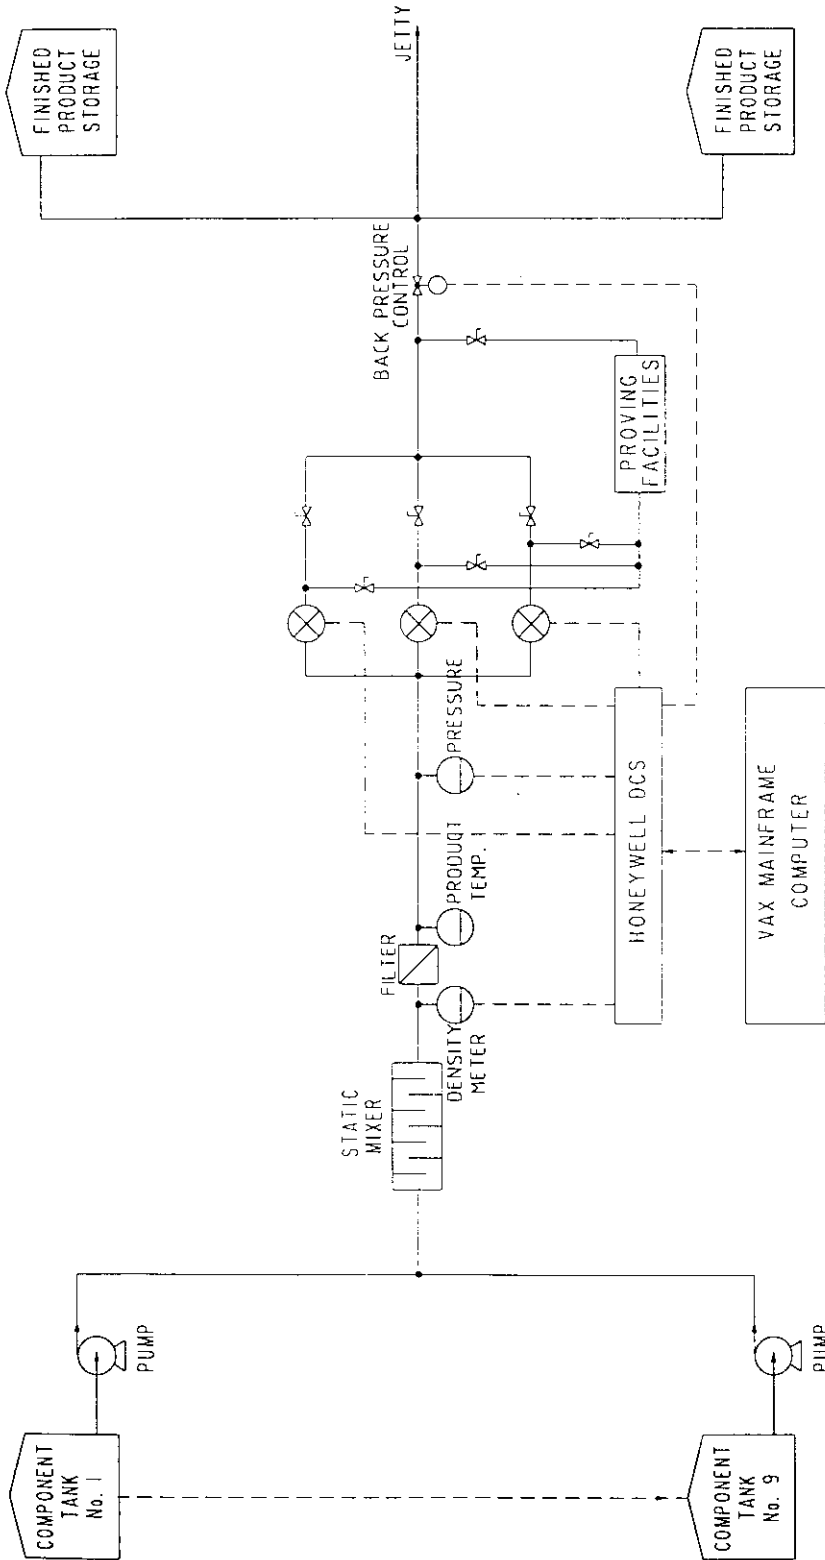 COMPONENT
TANK
No. 1
PUMP
COMPONENT
TANK
No. 9
PUMP
STATIC
MIXER
DENSITY
METER
FILTER
PRODUCT
TEMP.
PRESSURE
HONEYWELL DCS
VAX MAINFRAME
COMPUTER
PROVING
FACILITIES
BACK PRESSURE
CONTROL
FINISHED
PRODUCT
STORAGE
JETTY
FINISHED
PRODUCT
STORAGE